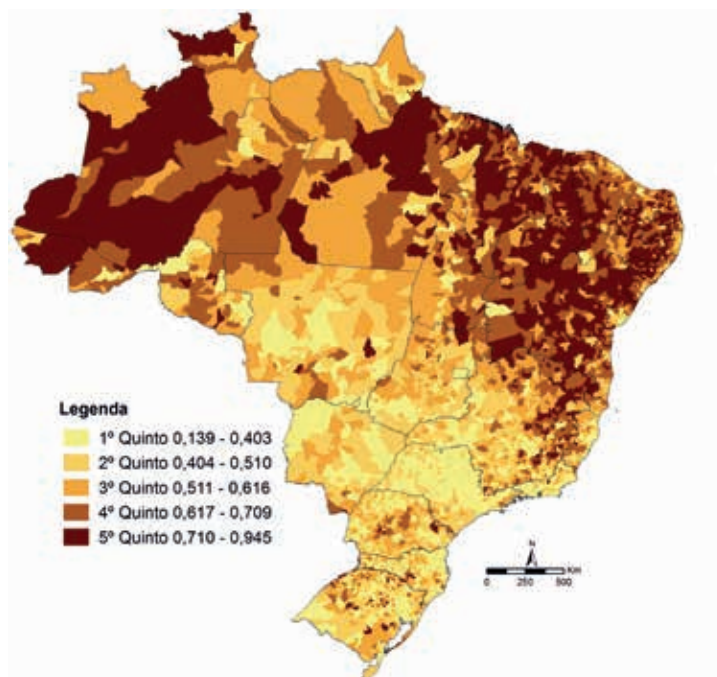 Legenda
1º Quinto 0,139 - 0,403
2º Quinto 0,404 - 0,510
3º Quinto 0,511 - 0,616
4º Quinto 0,617 - 0,709
5º Quinto 0,710 - 0,945
N
Km
0 250 500